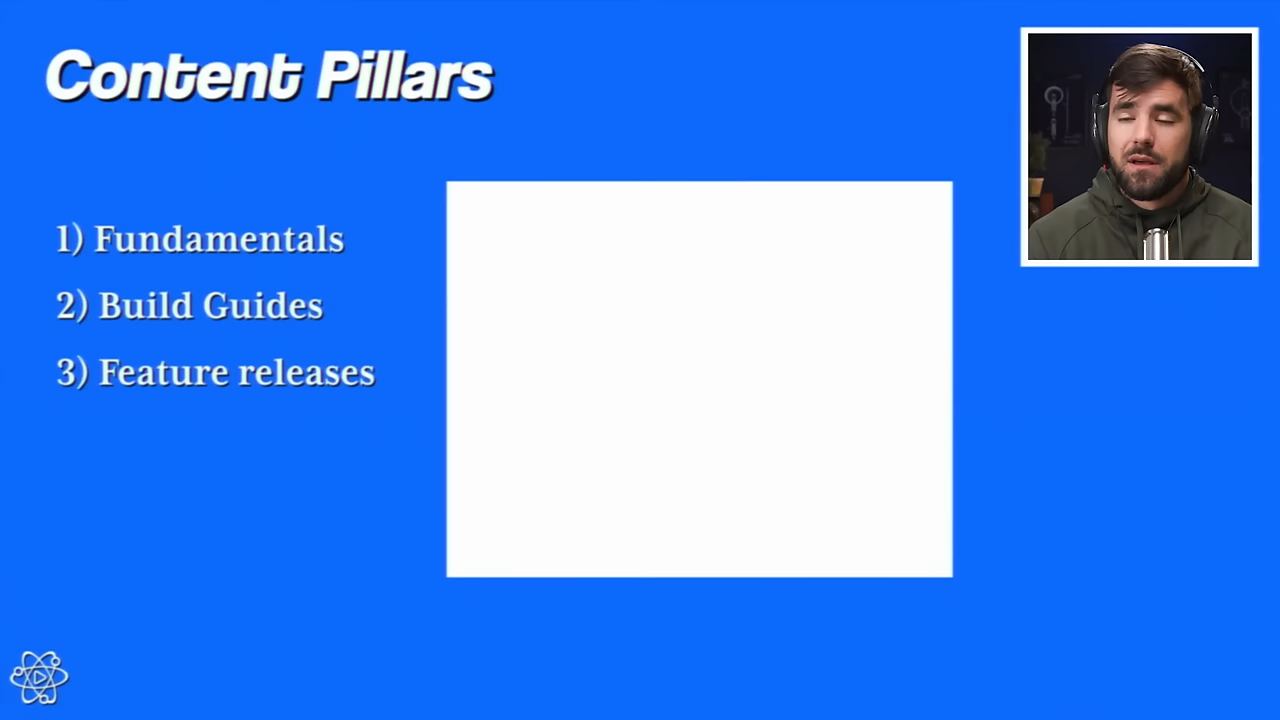 Content Pillars
1) Fundamentals
2) Build Guides
3) Feature releases